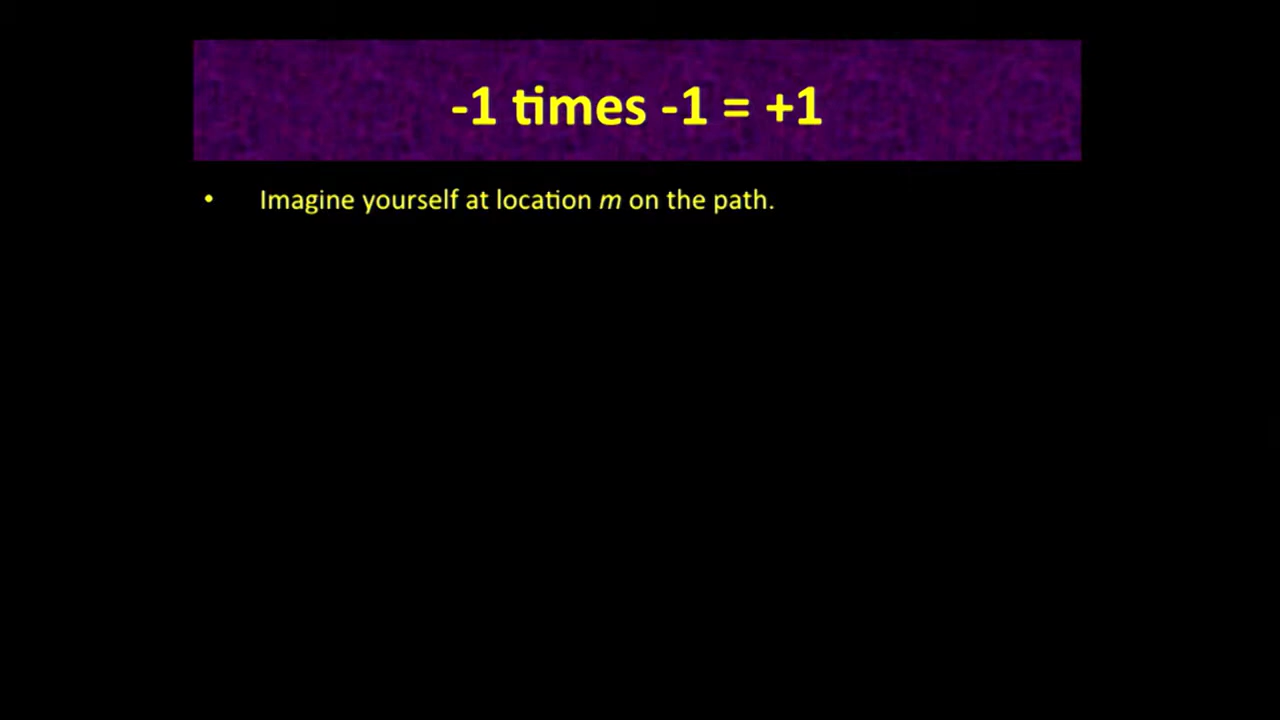 -1 times -1 = +1
• Imagine yourself at location m on the path.